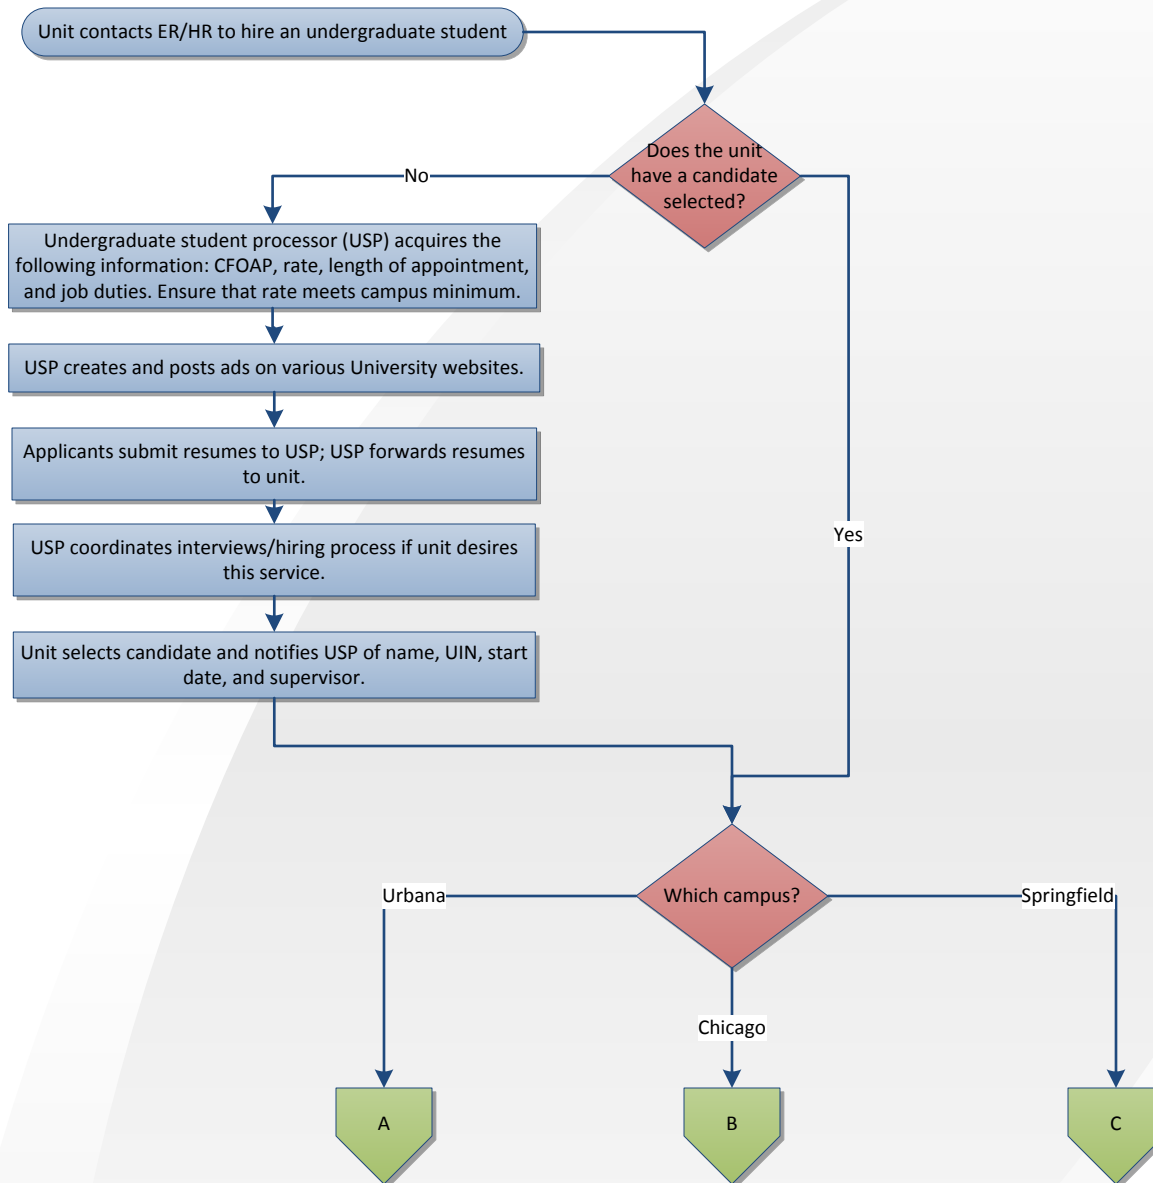 Unit contacts ER/HR to hire an undergraduate student
Does the unit
have a candidate
selected?
No
Undergraduate student processor (USP) acquires the
following information: CFOAP, rate, length of appointment,
and job duties. Ensure that rate meets campus minimum.
USP creates and posts ads on various University websites.
Applicants submit resumes to USP; USP forwards resumes
to unit.
USP coordinates interviews/hiring process if unit desires
this service.
Yes
Unit selects candidate and notifies USP of name, UIN, start
date, and supervisor.
Which campus?
Urbana
Springfield
Chicago
A
B
C